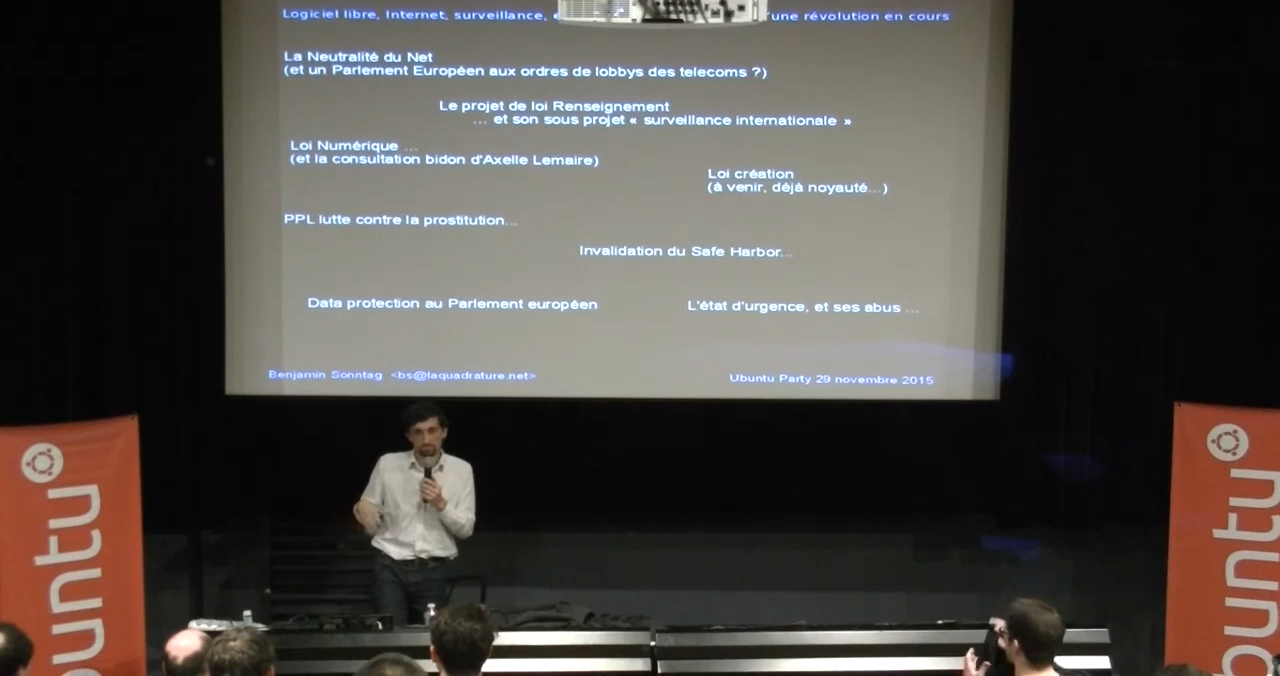 Logiciel libre, Internet, surveillance, une révolution en cours
La Neutralité du Net
(et un Parlement Européen aux ordres de lobbys des telecoms ?)
Le projet de loi Renseignement
... et son sous projet « surveillance internationale »
Loi Numérique ...
(et la consultation bidon d'Axelle Lemaire)
Loi création
(à venir, déjà noyauté...)
PPL lutte contre la prostitution...
Invalidation du Safe Harbor...
Data protection au Parlement européen
L'état d'urgence, et ses abus ...
Benjamin Sonntag <bs@laquadrature.net>
Ubuntu Party 29 novembre 2015
buntu
buntu